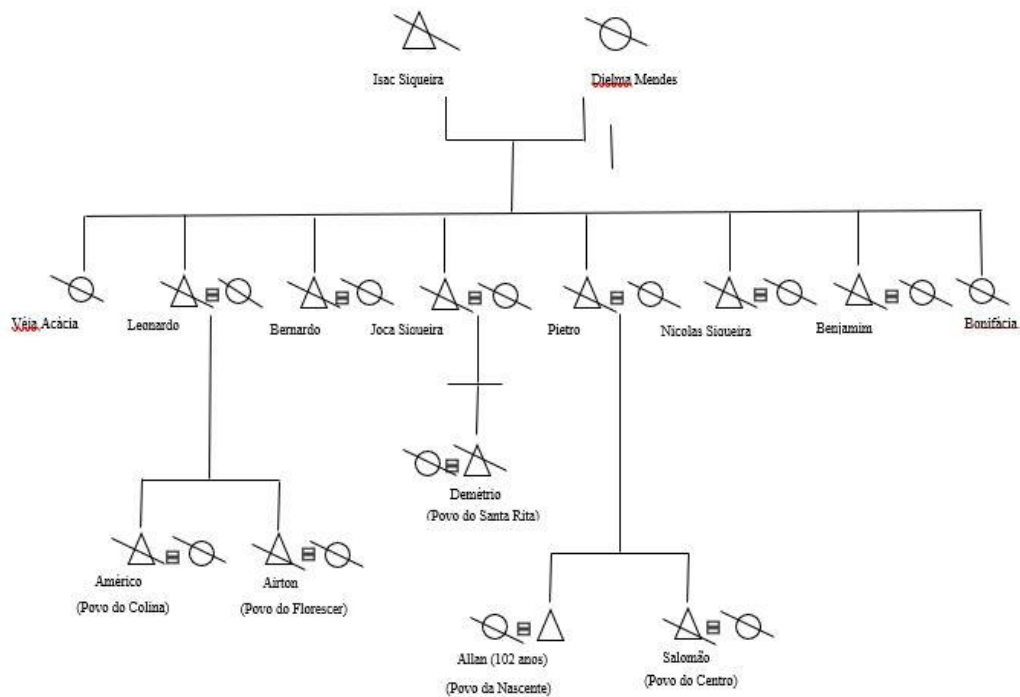 Isac Siqueira
Djelma Mendes
Véia Acácia
Leonardo
Bernardo
Joca Siqueira
Pietro
Nicolas Siqueira
Benjamim
Bonifácia
Demétrio
(Povo do Santa Rita)
Américo
(Povo do Colina)
Airton
(Povo do Florescer)
Allan (102 anos)
(Povo da Nascente)
Salomão
(Povo do Centro)